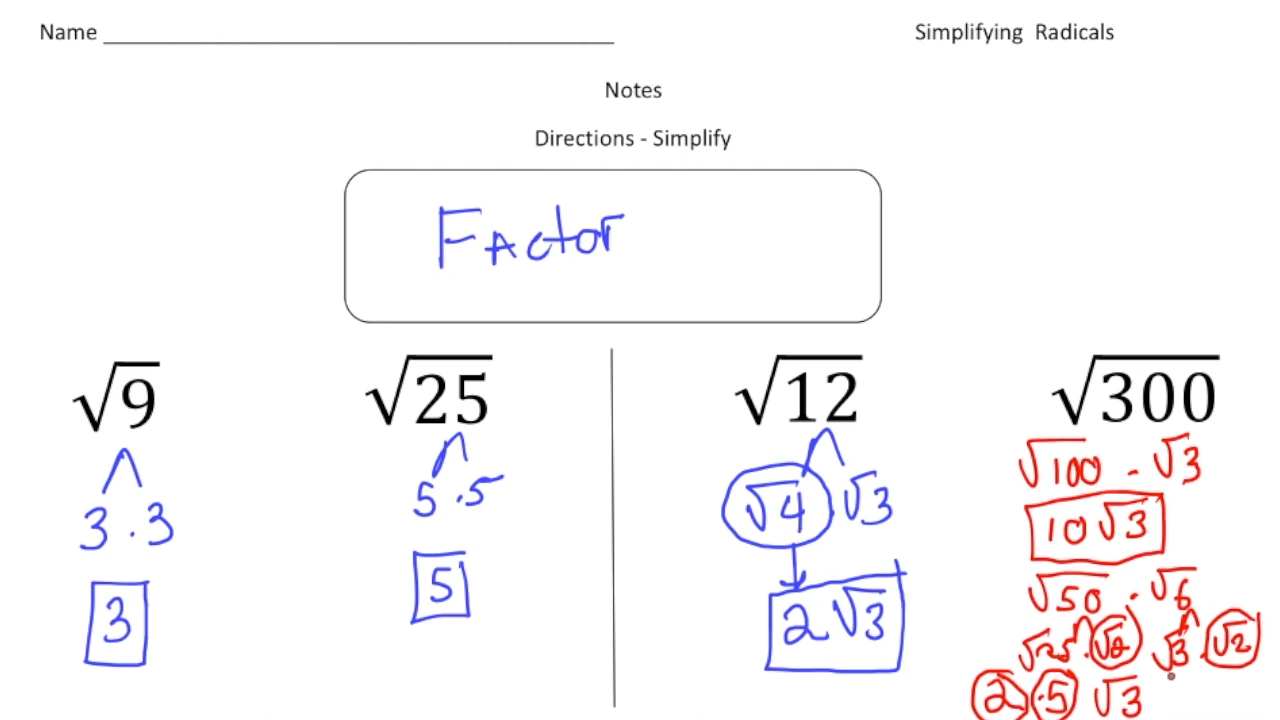 Name ____________ Simplifying Radicals
Notes
Directions - Simplify
Factor
√9 √25 √12 √300
3 · 3
3
5 · 5
5
√4 √3
2√3
√100 · √3
10√3
√50 · √6
√25 · √2 √3 · √2
2 · 5 √3